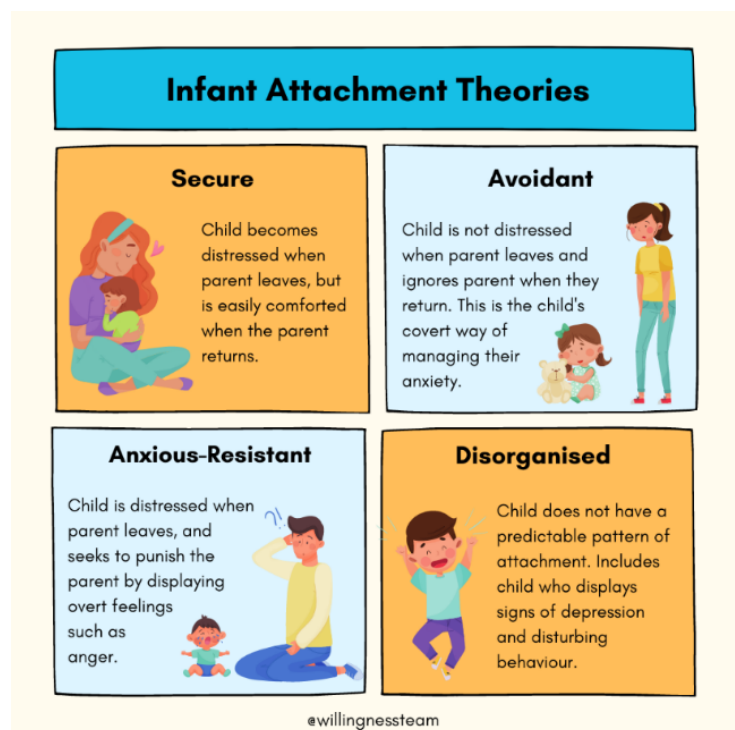 Infant Attachment Theories
Secure
Child becomes
distressed when
parent leaves, but
is easily comforted
when the parent
returns.
Avoidant
Child is not distressed
when parent leaves and
ignores parent when they
return. This is the child's
covert way of
managing their
anxiety.
Anxious-Resistant
Child is distressed when
parent leaves, and
seeks to punish the
parent by displaying
overt feelings
such as
anger.
?!
Disorganised
Child does not have a
predictable pattern of
attachment. Includes
child who displays
signs of depression
and disturbing
behaviour.
@willingnessteam